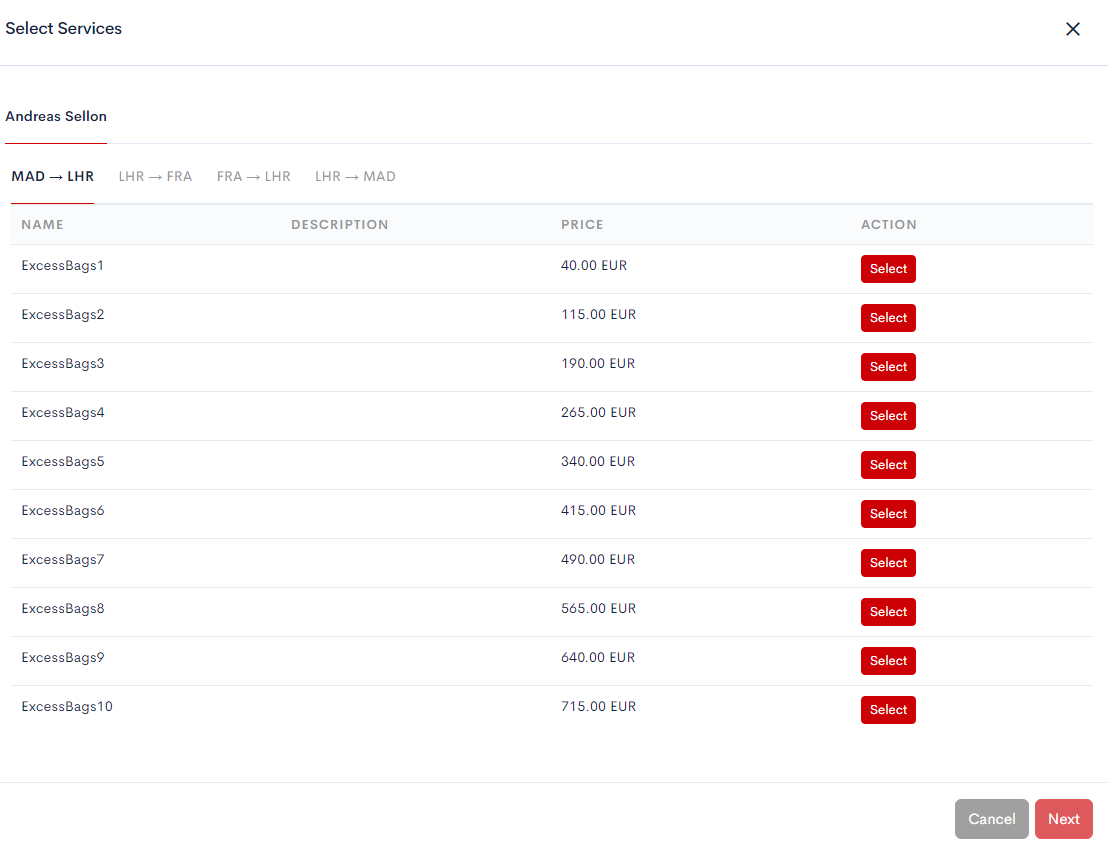 Select Services
Andreas Sellon
MAD → LHR LHR → FRA FRA → LHR LHR → MAD
NAME DESCRIPTION PRICE ACTION
ExcessBags1 40.00 EUR Select
ExcessBags2 115.00 EUR Select
ExcessBags3 190.00 EUR Select
ExcessBags4 265.00 EUR Select
ExcessBags5 340.00 EUR Select
ExcessBags6 415.00 EUR Select
ExcessBags7 490.00 EUR Select
ExcessBags8 565.00 EUR Select
ExcessBags9 640.00 EUR Select
ExcessBags10 715.00 EUR Select
Cancel Next